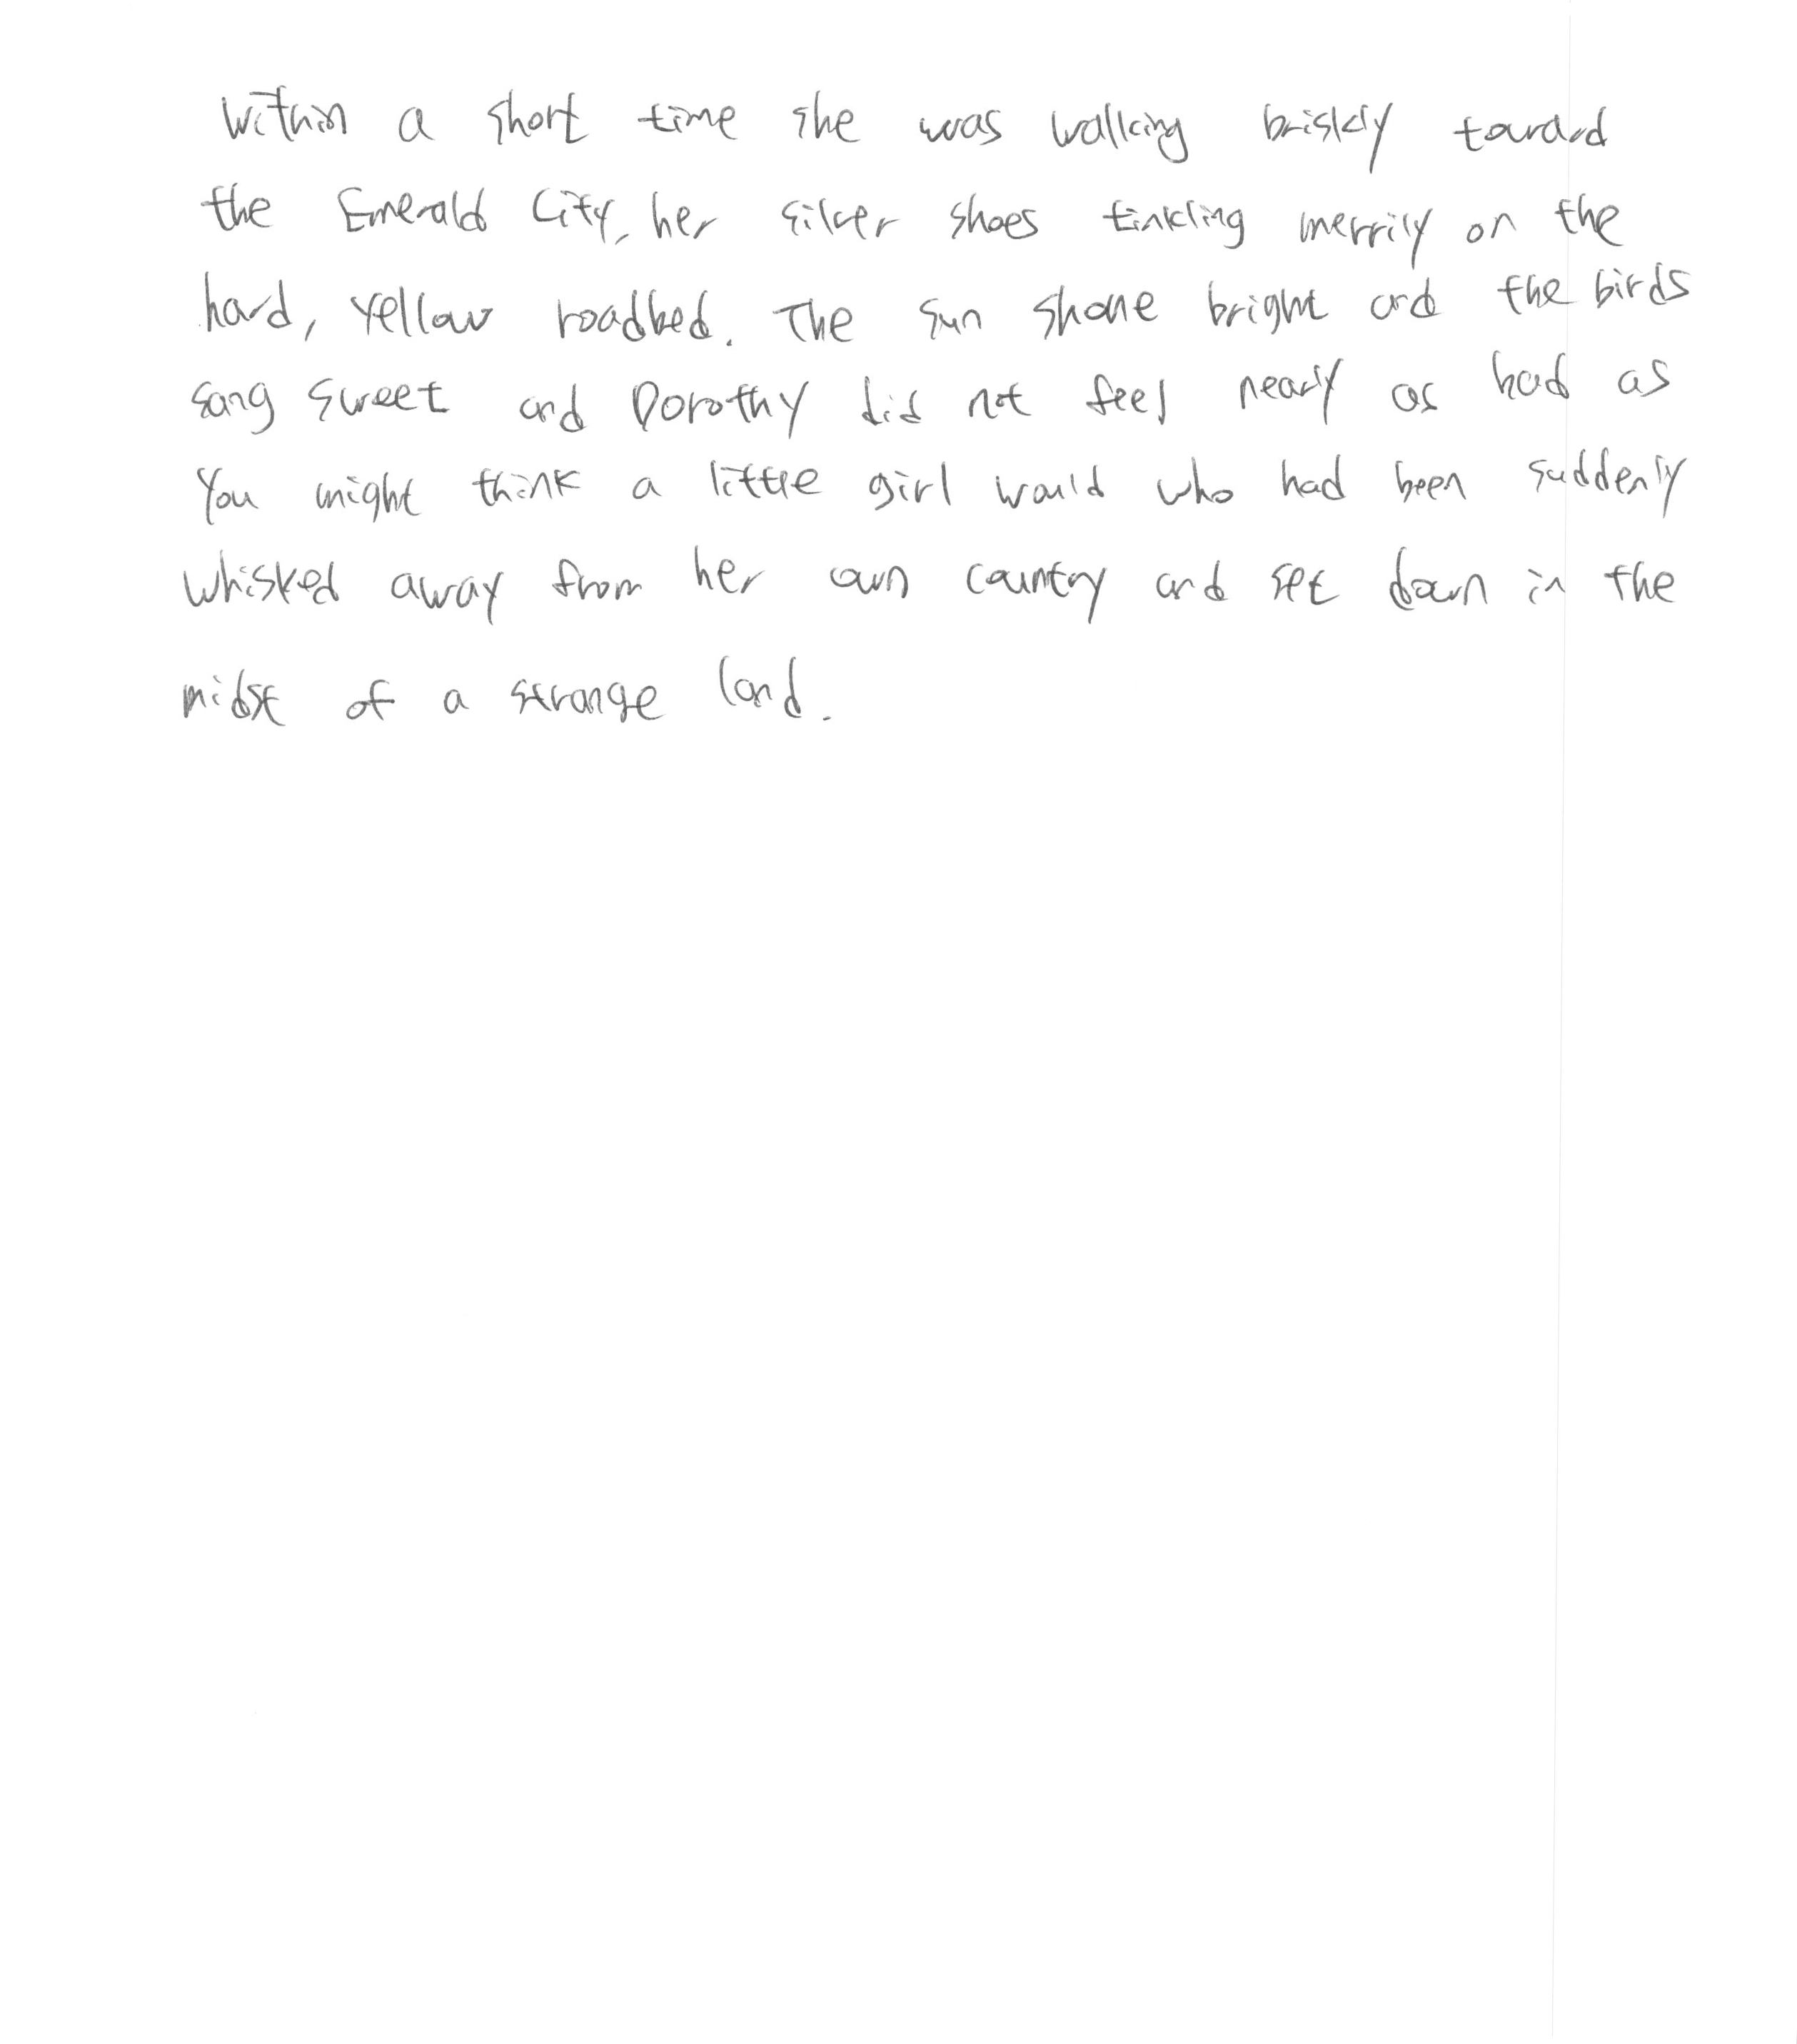 Within a short time she was walking briskly toward
the Emerald City, her silver shoes tinkling merrily on the
hard, yellow roadbed. The sun shone bright and the birds
sang sweet and Dorothy did not feel nearly as bad as
you might think a little girl would who had been suddenly
whisked away from her own country and set down in the
midst of a strange land.